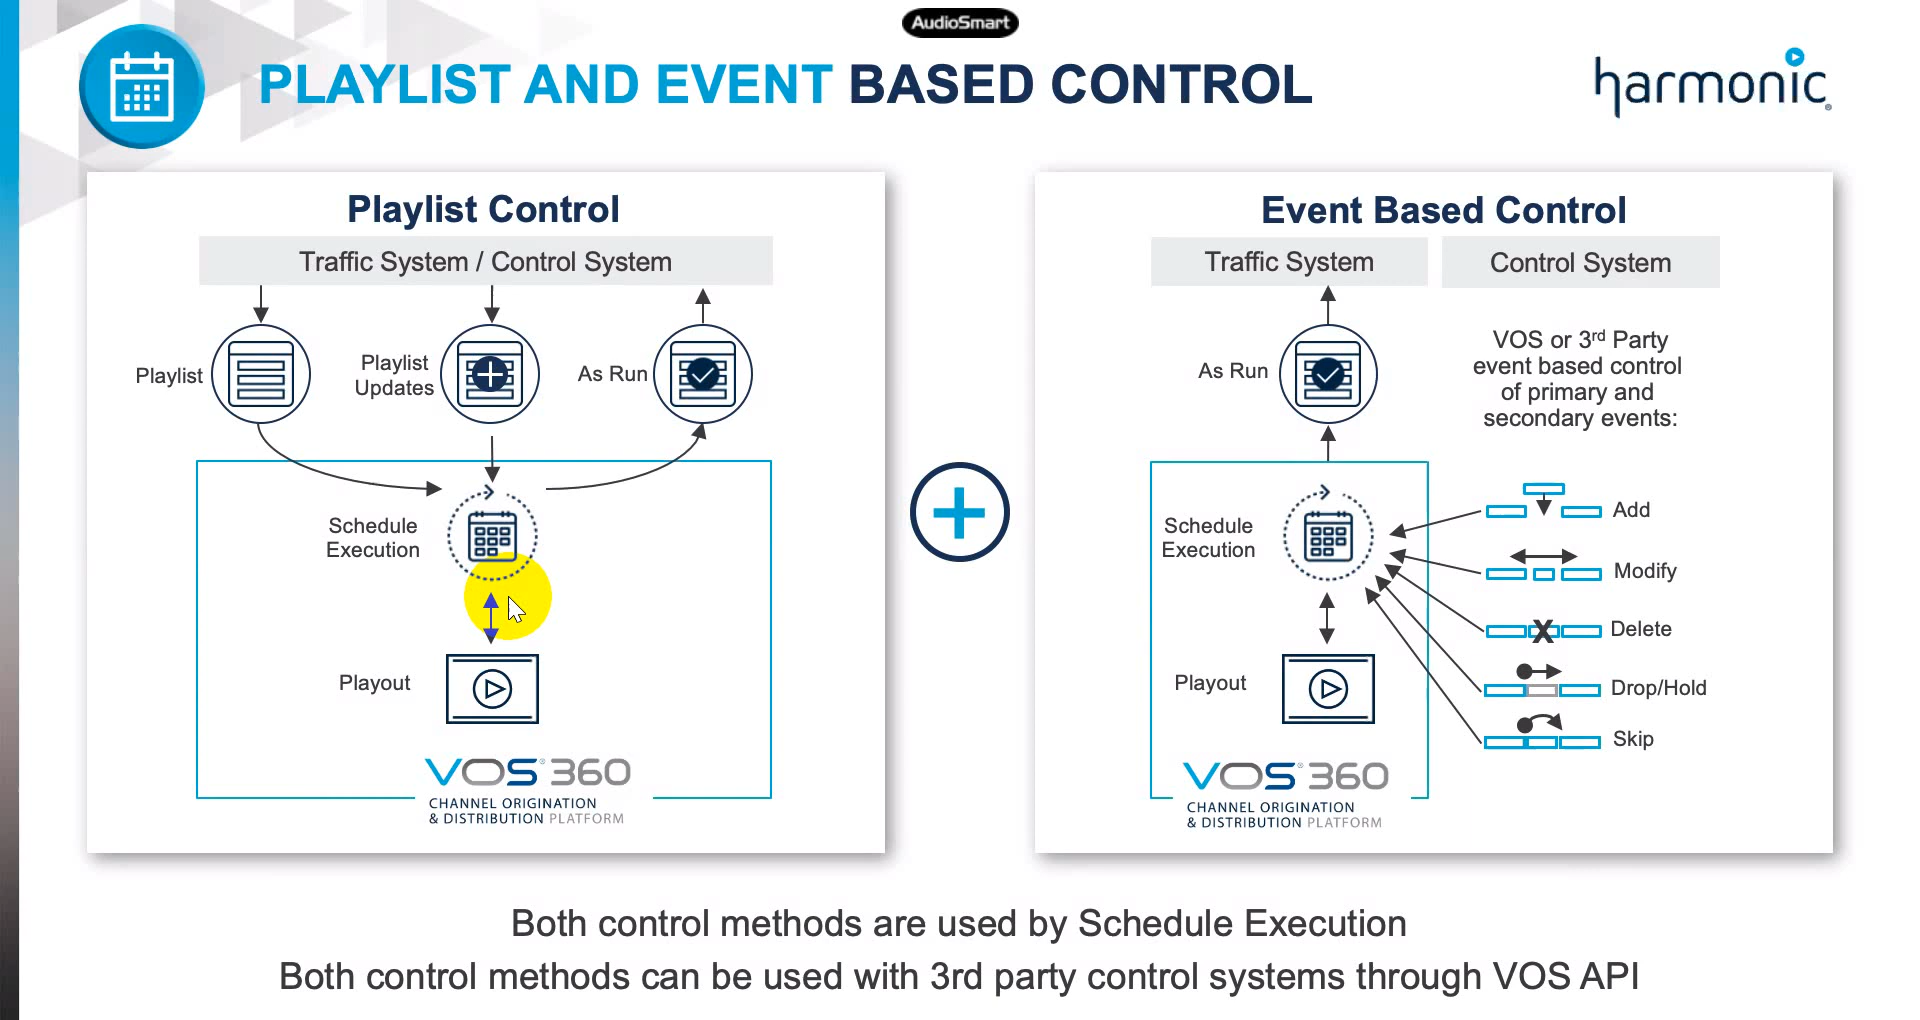 AudioSmart
PLAYLIST AND EVENT BASED CONTROL
harmonic
Playlist Control
Traffic System / Control System
Playlist
Playlist
Updates
As Run
Schedule
Execution
Playout
VOS® 360
CHANNEL ORIGINATION
& DISTRIBUTION PLATFORM
Event Based Control
Traffic System
Control System
As Run
VOS or 3rd Party
event based control
of primary and
secondary events:
Schedule
Execution
Add
Modify
Delete
Drop/Hold
Skip
Playout
VOS® 360
CHANNEL ORIGINATION
& DISTRIBUTION PLATFORM
Both control methods are used by Schedule Execution
Both control methods can be used with 3rd party control systems through VOS API